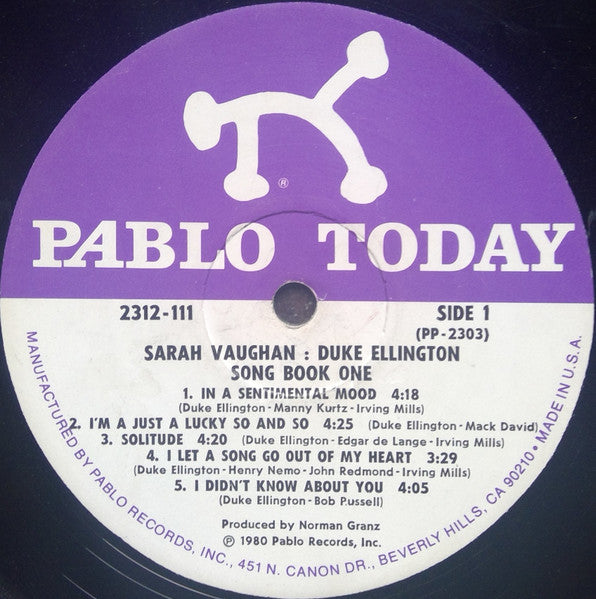 ®
PABLO TODAY
2312-111
SIDE 1
(PP-2303)
SARAH VAUGHAN : DUKE ELLINGTON
SONG BOOK ONE
1. IN A SENTIMENTAL MOOD 4:18
(Duke Ellington-Manny Kurtz-Irving Mills)
2. I'M A JUST A LUCKY SO AND SO 4:25 (Duke Ellington-Mack David)
3. SOLITUDE 4:20 (Duke Ellington-Edgar de Lange-Irving Mills)
4. I LET A SONG GO OUT OF MY HEART 3:29
(Duke Ellington-Henry Nemo-John Redmond-Irving Mills)
5. I DIDN'T KNOW ABOUT YOU 4:05
(Duke Ellington-Bob Russell)
Produced by Norman Granz
℗ 1980 Pablo Records, Inc.
MANUFACTURED BY PABLO RECORDS, INC., 451 N. CANON DR., BEVERLY HILLS, CA 90210 • MADE IN U.S.A.